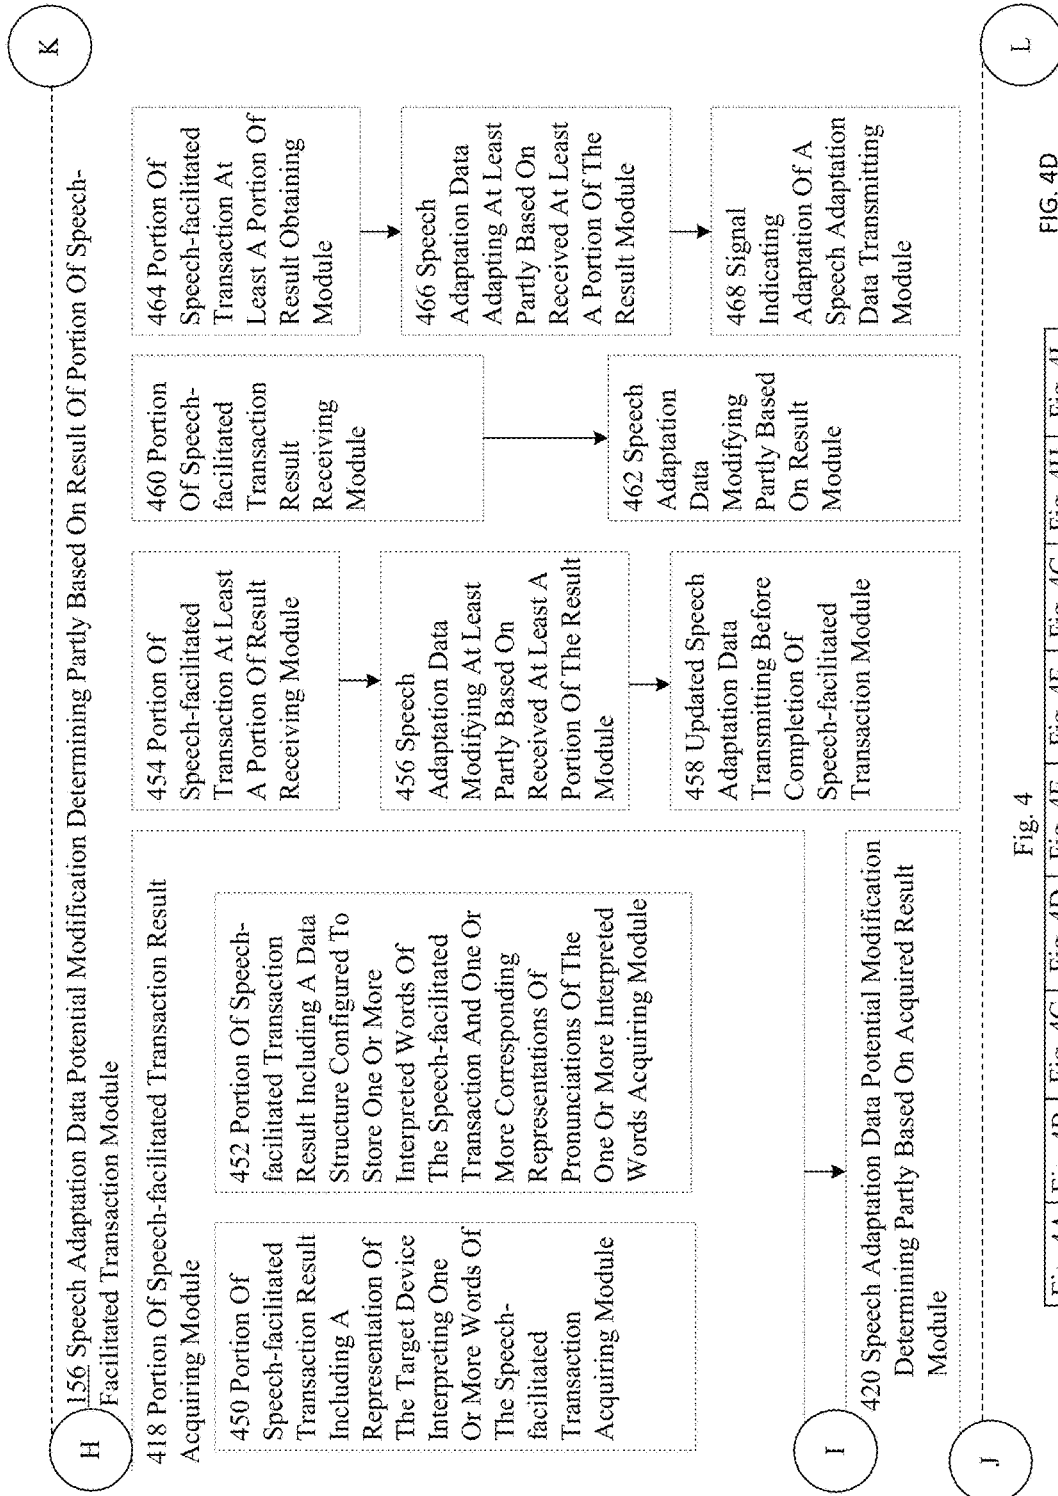 K
H
156 Speech Adaptation Data Potential Modification Determining Partly Based On Result Of Portion Of Speech-
Facilitated Transaction Module
418 Portion Of Speech-facilitated Transaction Result
Acquiring Module
450 Portion Of
Speech-facilitated
Transaction Result
Including A
Representation Of
The Target Device
Interpreting One
Or More Words Of
The Speech-
facilitated
Transaction
Acquiring Module
452 Portion Of Speech-
facilitated Transaction
Result Including A Data
Structure Configured To
Store One Or More
Interpreted Words Of
The Speech-facilitated
Transaction And One Or
More Corresponding
Representations Of
Pronunciations Of The
One Or More Interpreted
Words Acquiring Module
I
420 Speech Adaptation Data Potential Modification
Determining Partly Based On Acquired Result
Module
454 Portion Of
Speech-facilitated
Transaction At Least
A Portion Of Result
Receiving Module
456 Speech
Adaptation Data
Modifying At Least
Partly Based On
Received At Least A
Portion Of The Result
Module
458 Updated Speech
Adaptation Data
Transmitting Before
Completion Of
Speech-facilitated
Transaction Module
460 Portion
Of Speech-
facilitated
Transaction
Result
Receiving
Module
462 Speech
Adaptation
Data
Modifying
Partly Based
On Result
Module
464 Portion Of
Speech-facilitated
Transaction At
Least A Portion Of
Result Obtaining
Module
466 Speech
Adaptation Data
Adapting At Least
Partly Based On
Received At Least
A Portion Of The
Result Module
468 Signal
Indicating
Adaptation Of A
Speech Adaptation
Data Transmitting
Module
J
L
Fig. 4
FIG. 4D